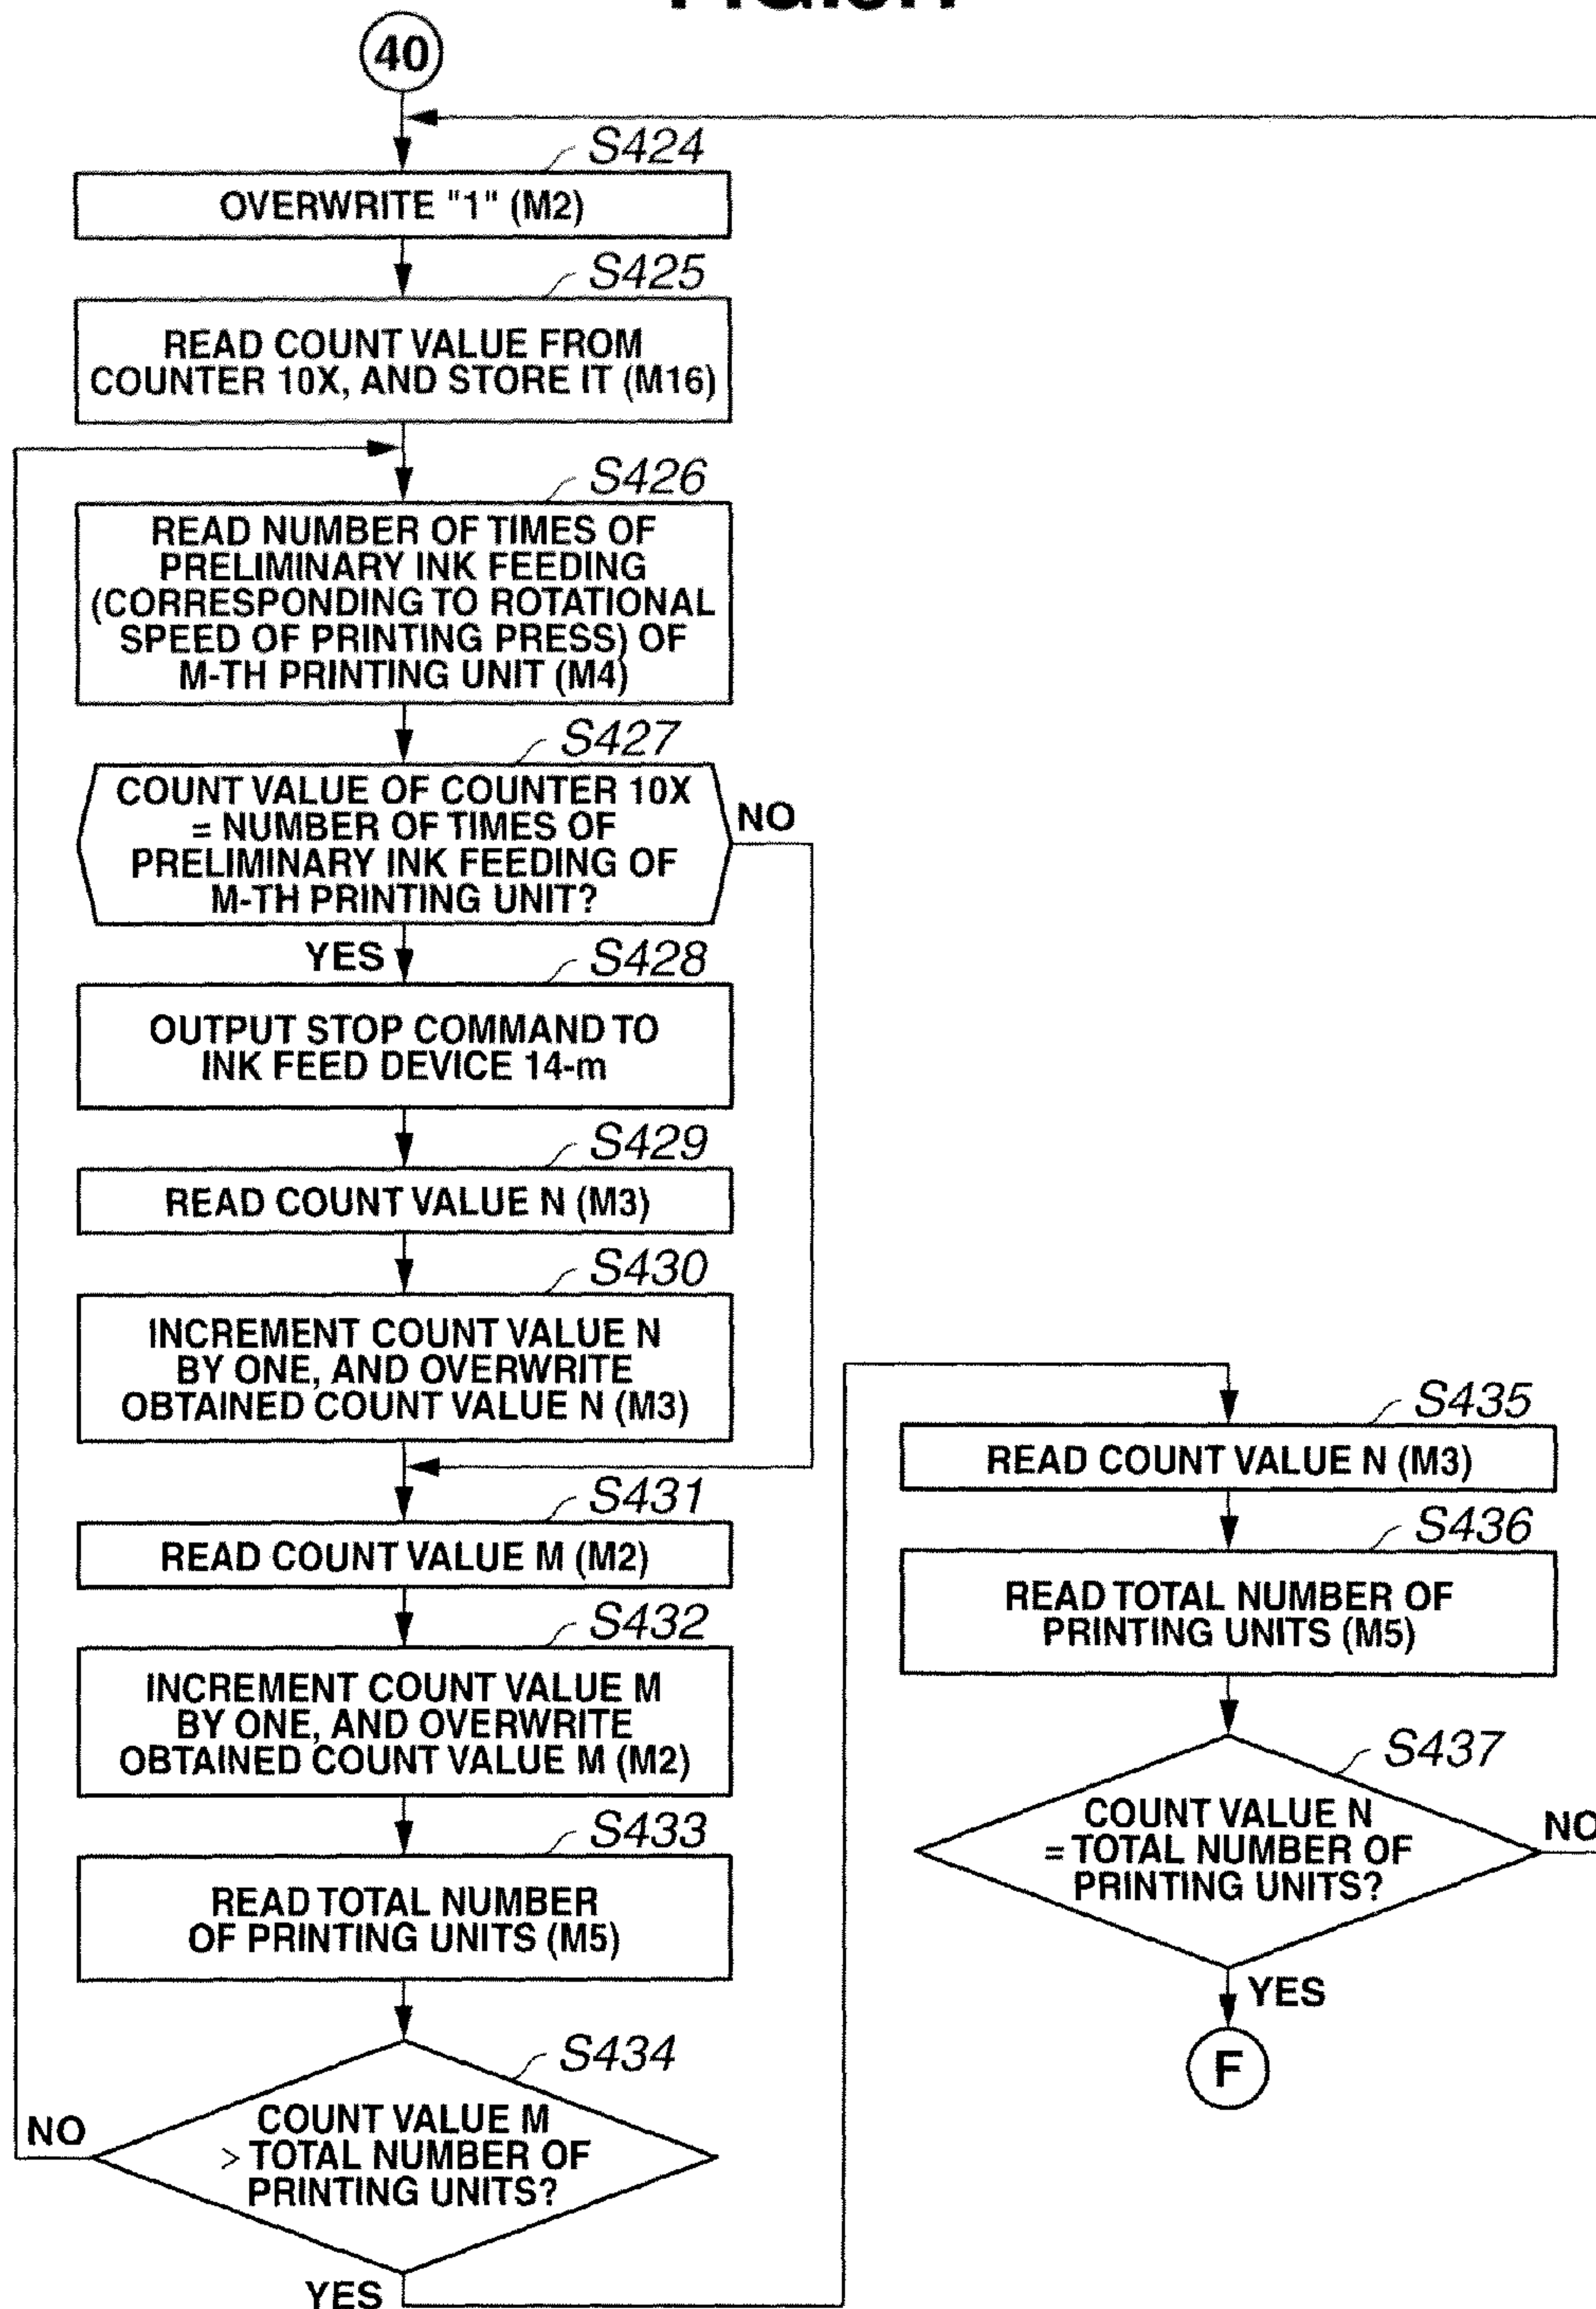 40
S424
OVERWRITE "1" (M2)
S425
READ COUNT VALUE FROM
COUNTER 10X, AND STORE IT (M16)
S426
READ NUMBER OF TIMES OF
PRELIMINARY INK FEEDING
(CORRESPONDING TO ROTATIONAL
SPEED OF PRINTING PRESS) OF
M-TH PRINTING UNIT (M4)
S427
COUNT VALUE OF COUNTER 10X
= NUMBER OF TIMES OF
PRELIMINARY INK FEEDING OF
M-TH PRINTING UNIT?
NO
YES
S428
OUTPUT STOP COMMAND TO
INK FEED DEVICE 14-m
S429
READ COUNT VALUE N (M3)
S430
INCREMENT COUNT VALUE N
BY ONE, AND OVERWRITE
OBTAINED COUNT VALUE N (M3)
S431
READ COUNT VALUE M (M2)
S432
INCREMENT COUNT VALUE M
BY ONE, AND OVERWRITE
OBTAINED COUNT VALUE M (M2)
S433
READ TOTAL NUMBER
OF PRINTING UNITS (M5)
S434
COUNT VALUE M
> TOTAL NUMBER OF
PRINTING UNITS?
NO
YES
S435
READ COUNT VALUE N (M3)
S436
READ TOTAL NUMBER OF
PRINTING UNITS (M5)
S437
COUNT VALUE N
= TOTAL NUMBER OF
PRINTING UNITS?
NO
YES
F